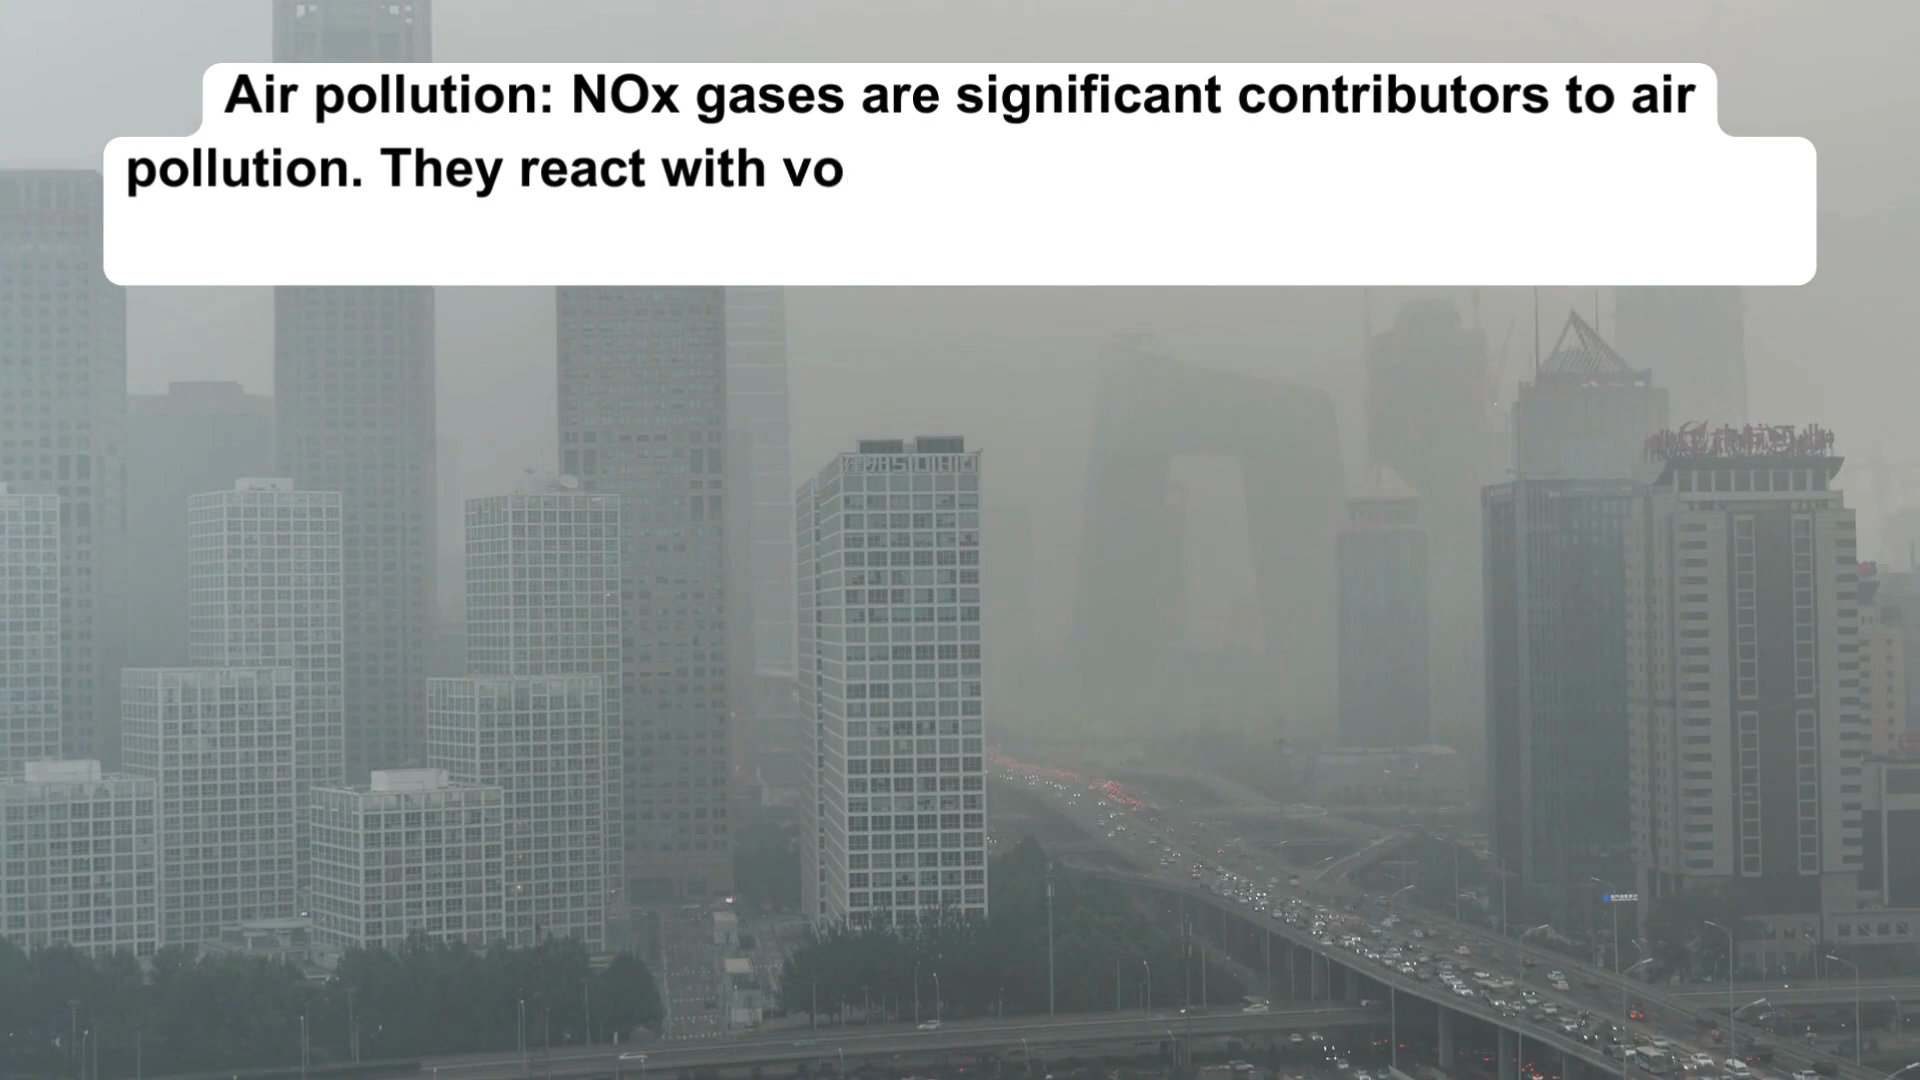 Air pollution: NOx gases are significant contributors to air
pollution. They react with vo